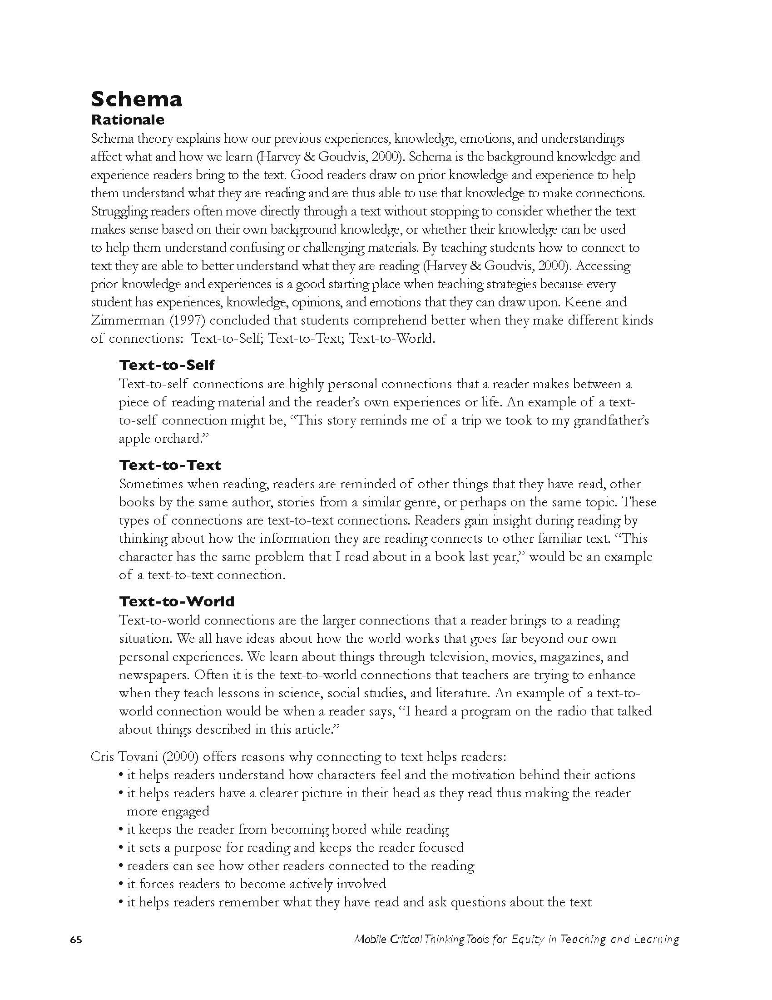 Schema
Rationale
Schema theory explains how our previous experiences, knowledge, emotions, and understandings
affect what and how we learn (Harvey & Goudvis, 2000). Schema is the background knowledge and
experience readers bring to the text. Good readers draw on prior knowledge and experience to help
them understand what they are reading and are thus able to use that knowledge to make connections.
Struggling readers often move directly through a text without stopping to consider whether the text
makes sense based on their own background knowledge, or whether their knowledge can be used
to help them understand confusing or challenging materials. By teaching students how to connect to
text they are able to better understand what they are reading (Harvey & Goudvis, 2000). Accessing
prior knowledge and experiences is a good starting place when teaching strategies because every
student has experiences, knowledge, opinions, and emotions that they can draw upon. Keene and
Zimmerman (1997) concluded that students comprehend better when they make different kinds
of connections: Text-to-Self; Text-to-Text; Text-to-World.
Text-to-Self
Text-to-self connections are highly personal connections that a reader makes between a
piece of reading material and the reader’s own experiences or life. An example of a text-
to-self connection might be, “This story reminds me of a trip we took to my grandfather’s
apple orchard.”
Text-to-Text
Sometimes when reading, readers are reminded of other things that they have read, other
books by the same author, stories from a similar genre, or perhaps on the same topic. These
types of connections are text-to-text connections. Readers gain insight during reading by
thinking about how the information they are reading connects to other familiar text. “This
character has the same problem that I read about in a book last year,” would be an example
of a text-to-text connection.
Text-to-World
Text-to-world connections are the larger connections that a reader brings to a reading
situation. We all have ideas about how the world works that goes far beyond our own
personal experiences. We learn about things through television, movies, magazines, and
newspapers. Often it is the text-to-world connections that teachers are trying to enhance
when they teach lessons in science, social studies, and literature. An example of a text-to-
world connection would be when a reader says, “I heard a program on the radio that talked
about things described in this article.”
Cris Tovani (2000) offers reasons why connecting to text helps readers:
• it helps readers understand how characters feel and the motivation behind their actions
• it helps readers have a clearer picture in their head as they read thus making the reader
more engaged
• it keeps the reader from becoming bored while reading
• it sets a purpose for reading and keeps the reader focused
• readers can see how other readers connected to the reading
• it forces readers to become actively involved
• it helps readers remember what they have read and ask questions about the text
65 Mobile Critical Thinking Tools for Equity in Teaching and Learning